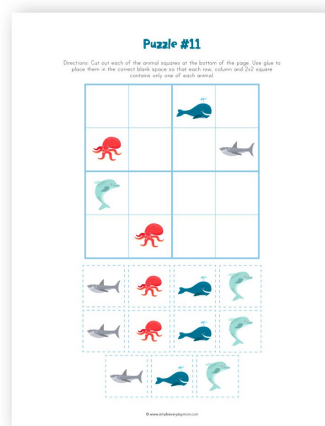 Puzzle #11
Directions: Cut out each of the animal squares at the bottom of the page. Use glue to
place them in the correct blank space so that each row, column and 2x2 square
contains only one of each animal.